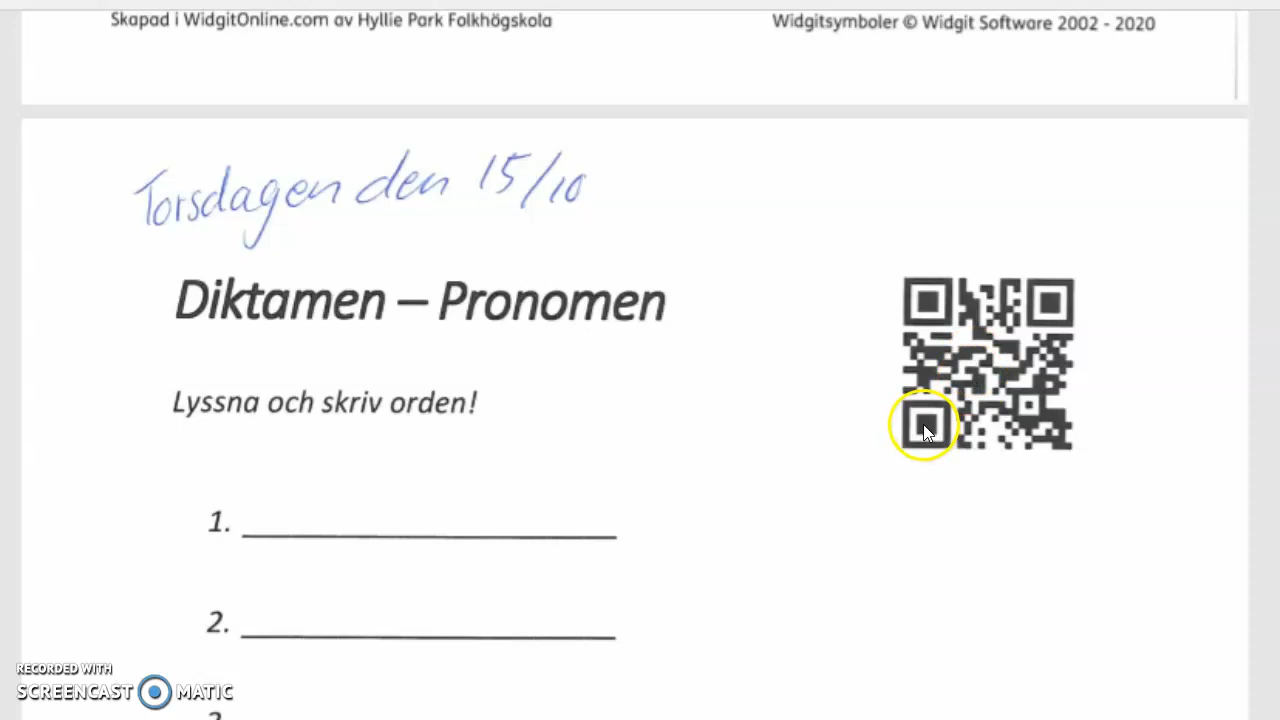 Skapad i WidgitOnline.com av Hyllie Park Folkhögskola
Widgitsymboler © Widgit Software 2002 - 2020
Torsdagen den 15/10
Diktamen – Pronomen
Lyssna och skriv orden!
1.
2.
RECORDED WITH
SCREENCAST MATIC